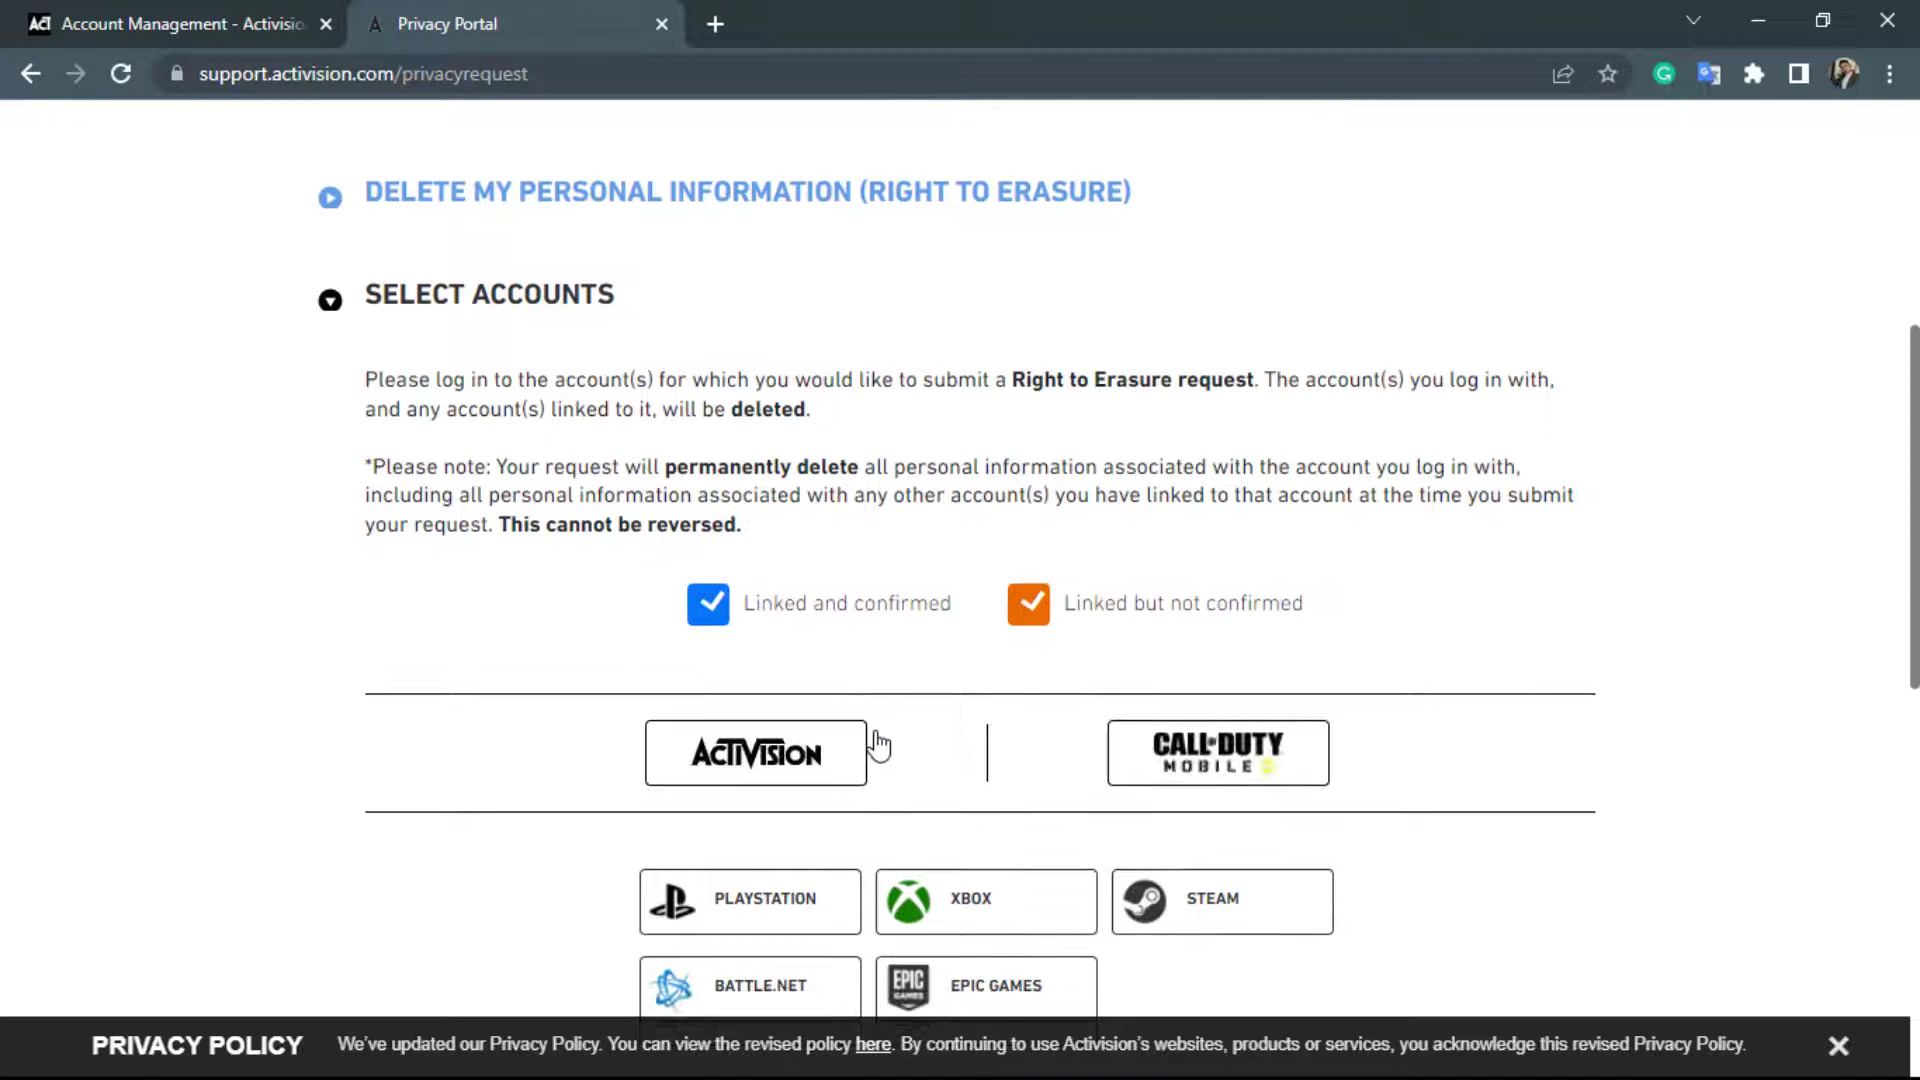 ACT Account Management - Activisio
Privacy Portal
support.activision.com/privacyrequest
DELETE MY PERSONAL INFORMATION (RIGHT TO ERASURE)
SELECT ACCOUNTS
Please log in to the account(s) for which you would like to submit a Right to Erasure request. The account(s) you log in with,
and any account(s) linked to it, will be deleted.
*Please note: Your request will permanently delete all personal information associated with the account you log in with,
including all personal information associated with any other account(s) you have linked to that account at the time you submit
your request. This cannot be reversed.
Linked and confirmed
Linked but not confirmed
ACTIVISION
CALL OF DUTY
MOBILE
PLAYSTATION
XBOX
STEAM
BATTLE.NET
EPIC GAMES
EPIC GAMES
PRIVACY POLICY
We've updated our Privacy Policy. You can view the revised policy here. By continuing to use Activision's websites, products or services, you acknowledge this revised Privacy Policy.